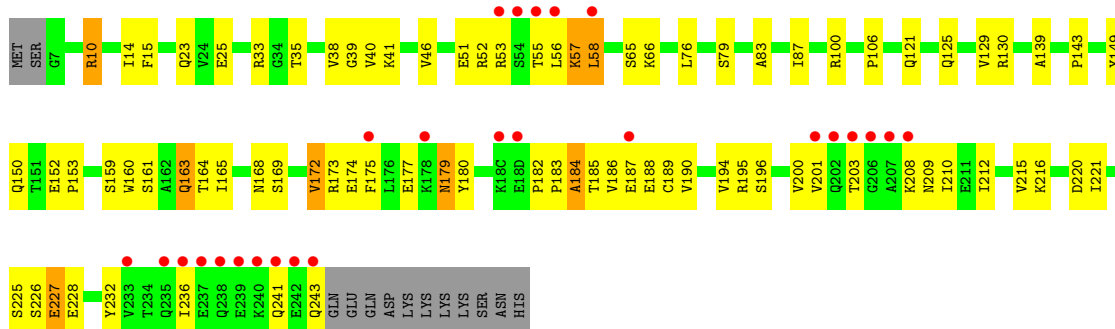 MET SER G7 R10 I14 F15 Q23 V24 E25 R33 G34 T35 V38 G39 V40 K41 V46 E51 R52 R53 S54 T55 L56 K57 L58 S65 K66 L76 S79 A83 I87 R100 P106 Q121 Q125 V129 R130 A139 P143 Y149
Q150 T151 E152 P153 S159 W160 S161 A162 Q163 T164 I165 N168 S169 V172 R173 E174 F175 L176 E177 K178 N179 Y180 K18C E18D P182 P183 A184 T185 V186 E187 E188 C189 V190 V194 R195 S196 V200 V201 Q202 T203 G206 A207 K208 N209 I210 E211 I212 V215 K216 D220 I221
S225 S226 E227 E228 Y232 V233 T234 Q235 I236 E237 Q238 E239 K240 Q241 E242 Q243 GLN GLU GLN ASP LYS LYS LYS LYS SER ASN HIS